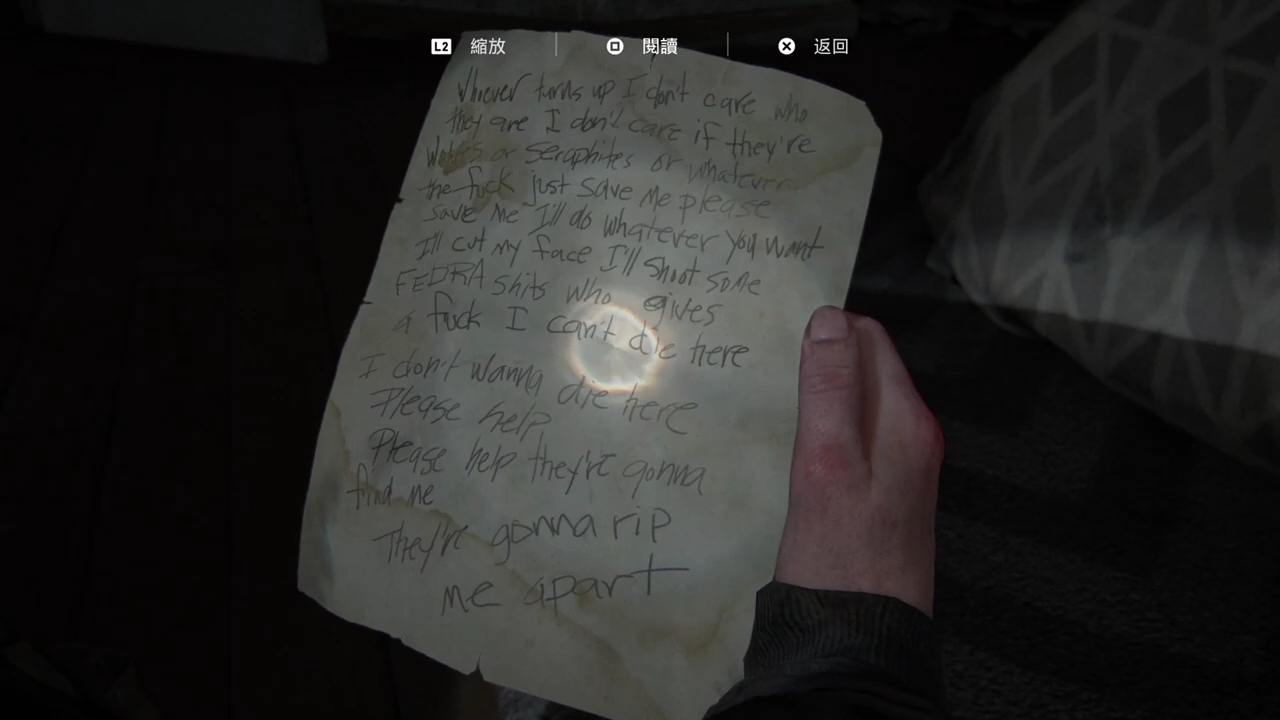 L2 縮放 閱讀 返回
Whoever turns up I don't care who
they are I don't care if they're
Wolves or Seraphites or whatever
the fuck just save me please
save me I'll do whatever you want
I'll cut my face I'll shoot some
FEDRA shits who gives
a fuck I can't die here
I don't wanna die here
Please help
Please help they're gonna
find me
They're gonna rip
me apart